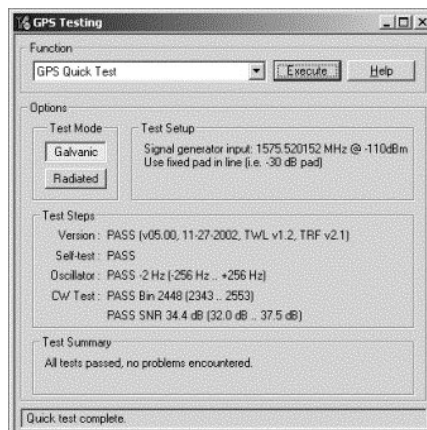 GPS Testing
Function
GPS Quick Test
Execute
Help
Options
Test Mode
Galvanic
Radiated
Test Setup
Signal generator input: 1575.520152 MHz @ -110dBm
Use fixed pad in line (i.e. -30 dB pad)
Test Steps
Version : PASS (v05.00, 11-27-2002, TWL v1.2, TRF v2.1)
Self-test : PASS
Oscillator : PASS -2 Hz (-256 Hz .. +256 Hz)
CW Test : PASS Bin 2448 (2343 .. 2553)
PASS SNR 34.4 dB (32.0 dB .. 37.5 dB)
Test Summary
All tests passed, no problems encountered.
Quick test complete.